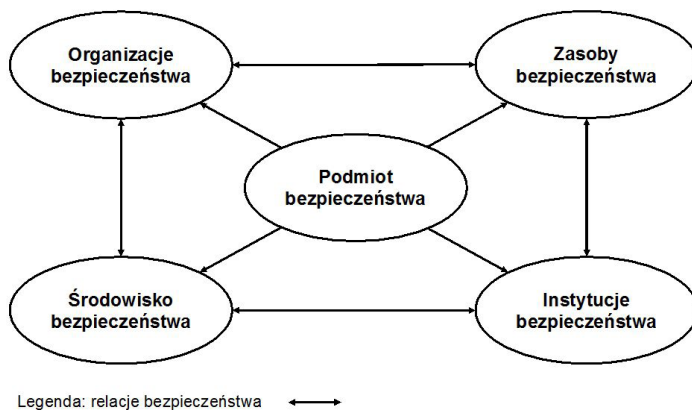 Organizacje
bezpieczeństwa
Zasoby
bezpieczeństwa
Podmiot
bezpieczeństwa
Środowisko
bezpieczeństwa
Instytucje
bezpieczeństwa
Legenda: relacje bezpieczeństwa